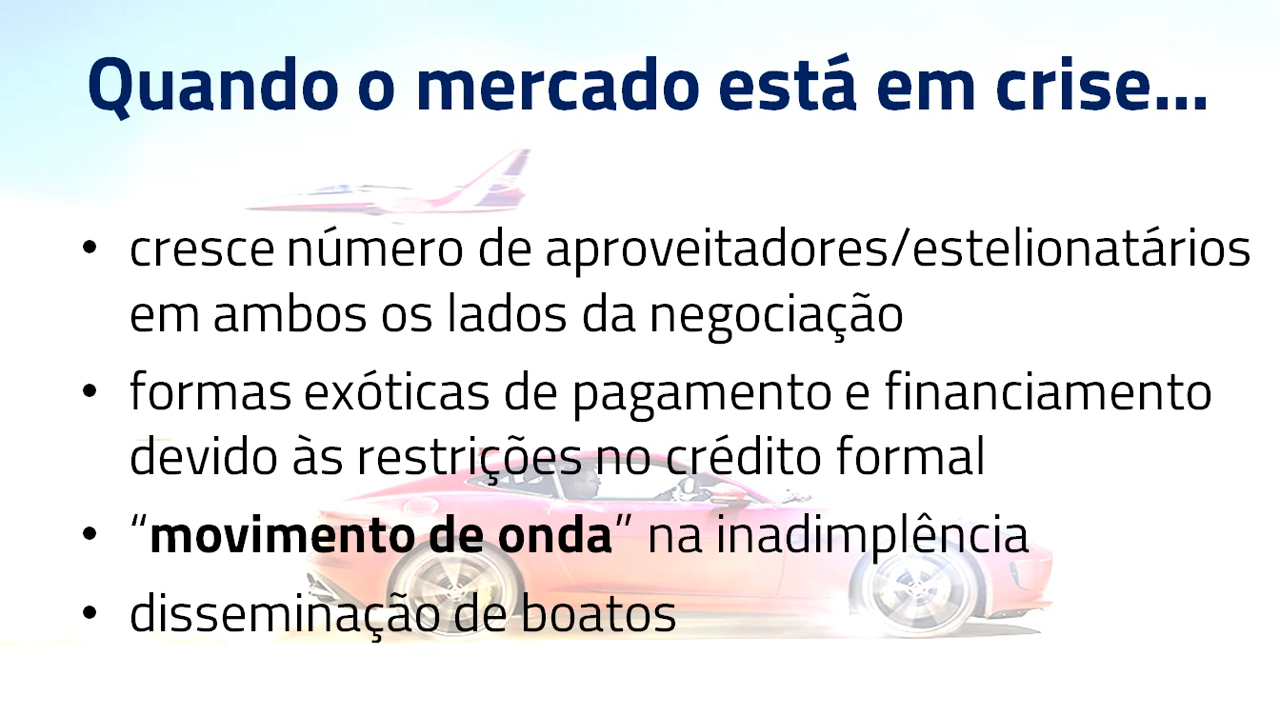 Quando o mercado está em crise...
• cresce número de aproveitadores/estelionatários
em ambos os lados da negociação
• formas exóticas de pagamento e financiamento
devido às restrições no crédito formal
• “movimento de onda” na inadimplência
• disseminação de boatos